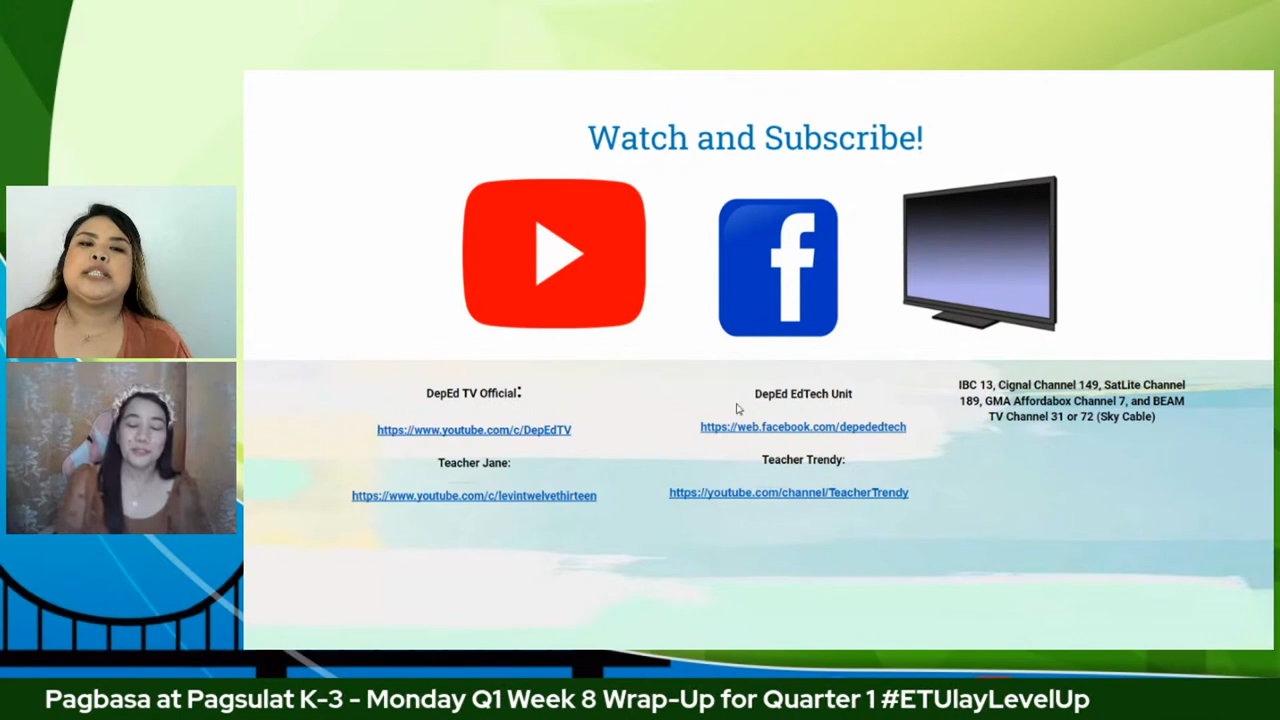 Watch and Subscribe!
f
DepEd TV Official:
https://www.youtube.com/c/DepEdTV
Teacher Jane:
https://www.youtube.com/c/levintwelvethirteen
DepEd EdTech Unit
https://web.facebook.com/depededtech
Teacher Trendy:
https://youtube.com/channel/TeacherTrendy
IBC 13, Cignal Channel 149, SatLite Channel
189, GMA Affordabox Channel 7, and BEAM
TV Channel 31 or 72 (Sky Cable)
Pagbasa at Pagsulat K-3 - Monday Q1 Week 8 Wrap-Up for Quarter 1 #ETUlayLevelUp